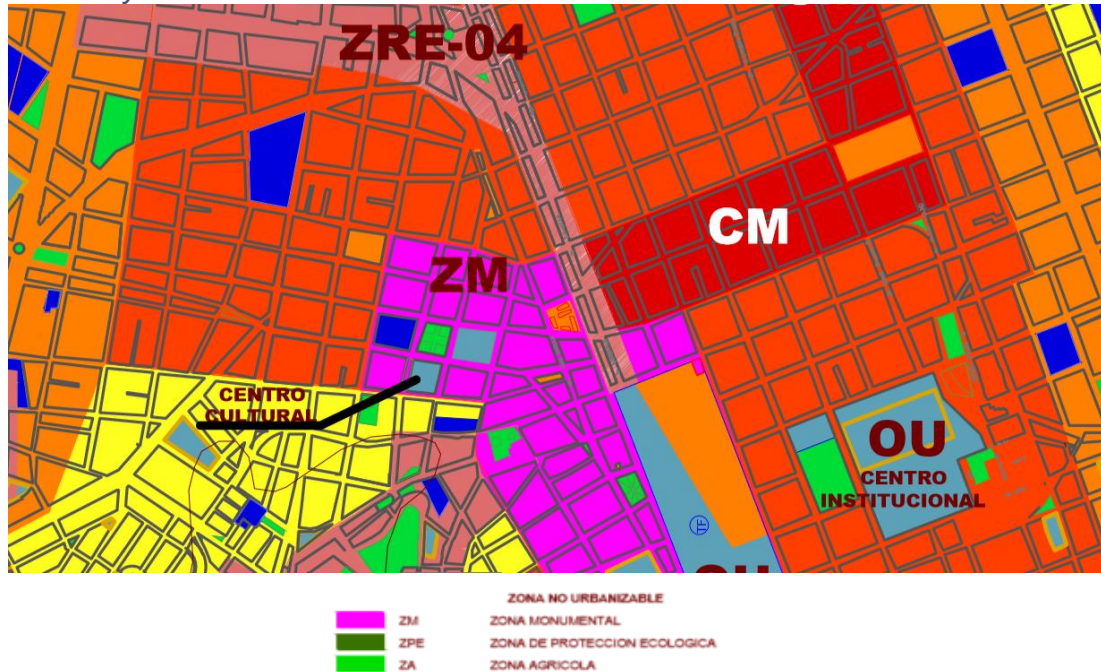 ZRE-04
CM
ZM
CENTRO
CULTURAL
OU
CENTRO
INSTITUCIONAL
TF
ZONA NO URBANIZABLE
ZM ZONA MONUMENTAL
ZPE ZONA DE PROTECCION ECOLOGICA
ZA ZONA AGRICOLA